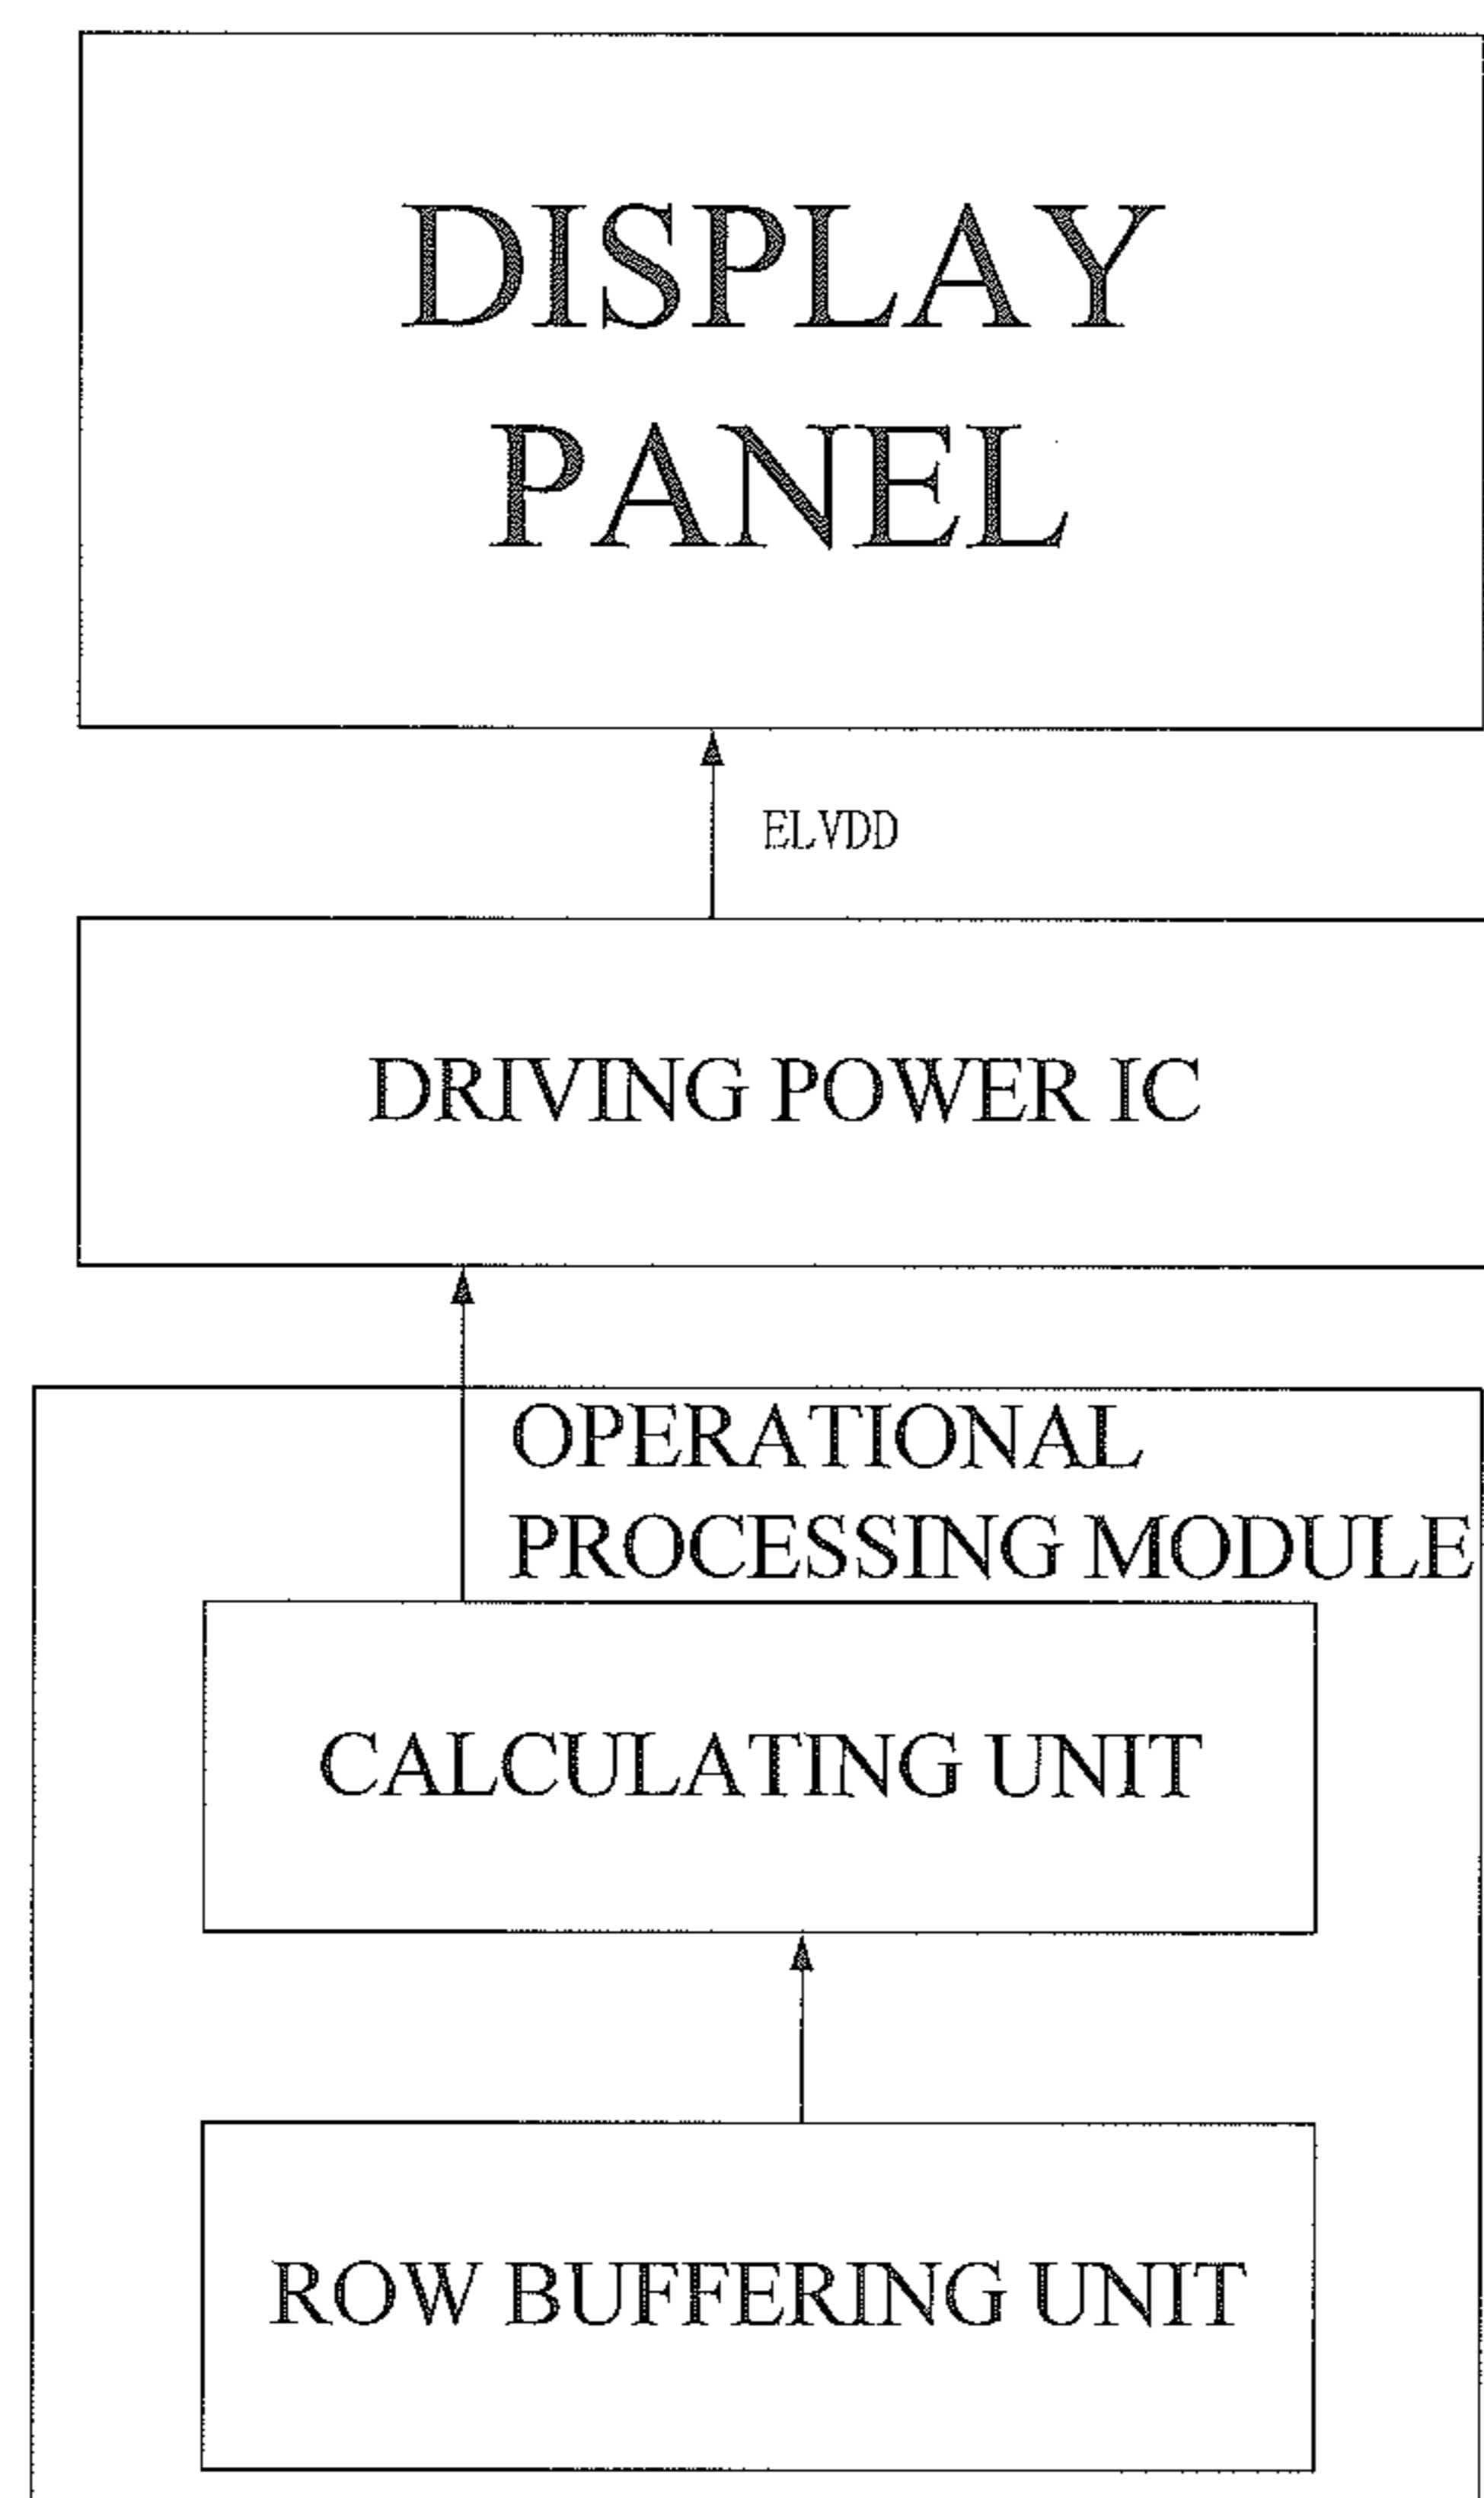 DISPLAY
PANEL
ELVDD
DRIVING POWER IC
OPERATIONAL
PROCESSING MODULE
CALCULATING UNIT
ROW BUFFERING UNIT